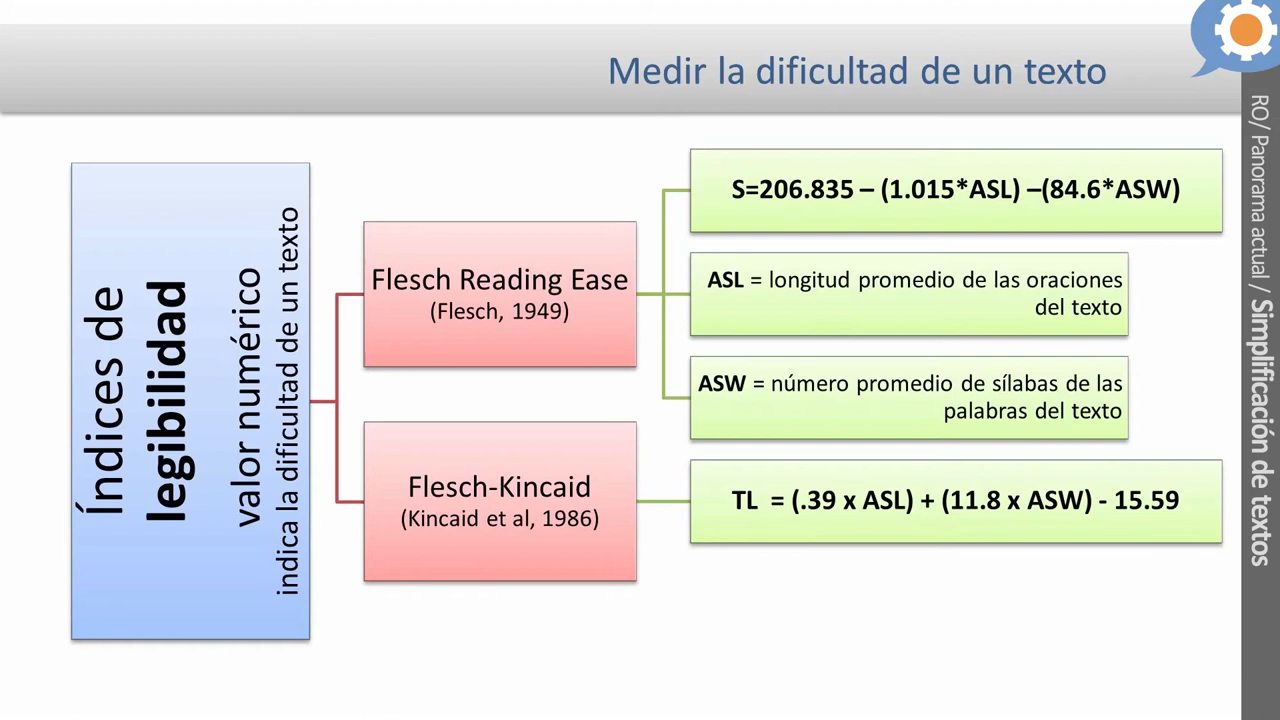 Medir la dificultad de un texto
Índices de
legibilidad
valor numérico
indica la dificultad de un texto
Flesch Reading Ease
(Flesch, 1949)
S=206.835 – (1.015*ASL) –(84.6*ASW)
ASL = longitud promedio de las oraciones
del texto
ASW = número promedio de sílabas de las
palabras del texto
Flesch-Kincaid
(Kincaid et al, 1986)
TL = (.39 x ASL) + (11.8 x ASW) - 15.59
RO/ Panorama actual / Simplificación de textos